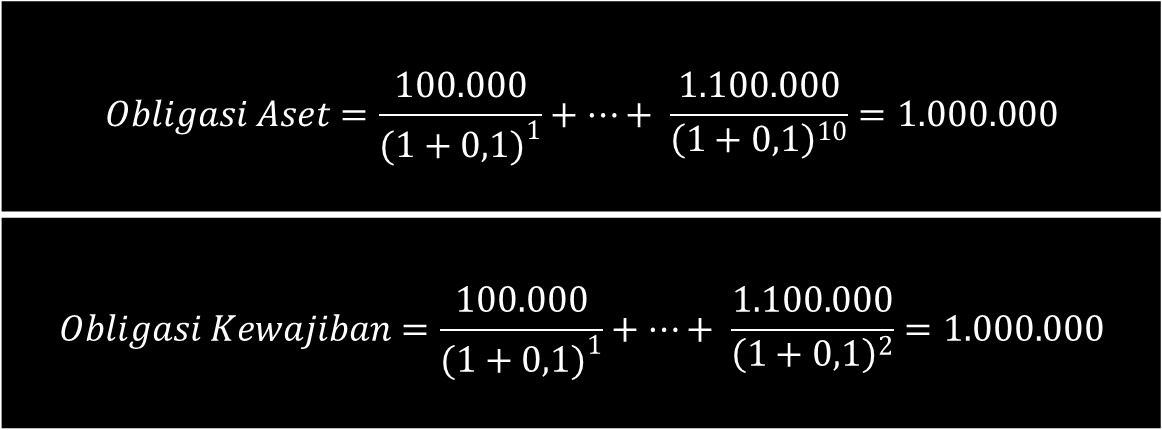 Obligasi Aset = 100.000/(1 + 0,1)^1 + ⋯ + 1.100.000/(1 + 0,1)^10 = 1.000.000
Obligasi Kewajiban = 100.000/(1 + 0,1)^1 + ⋯ + 1.100.000/(1 + 0,1)^2 = 1.000.000